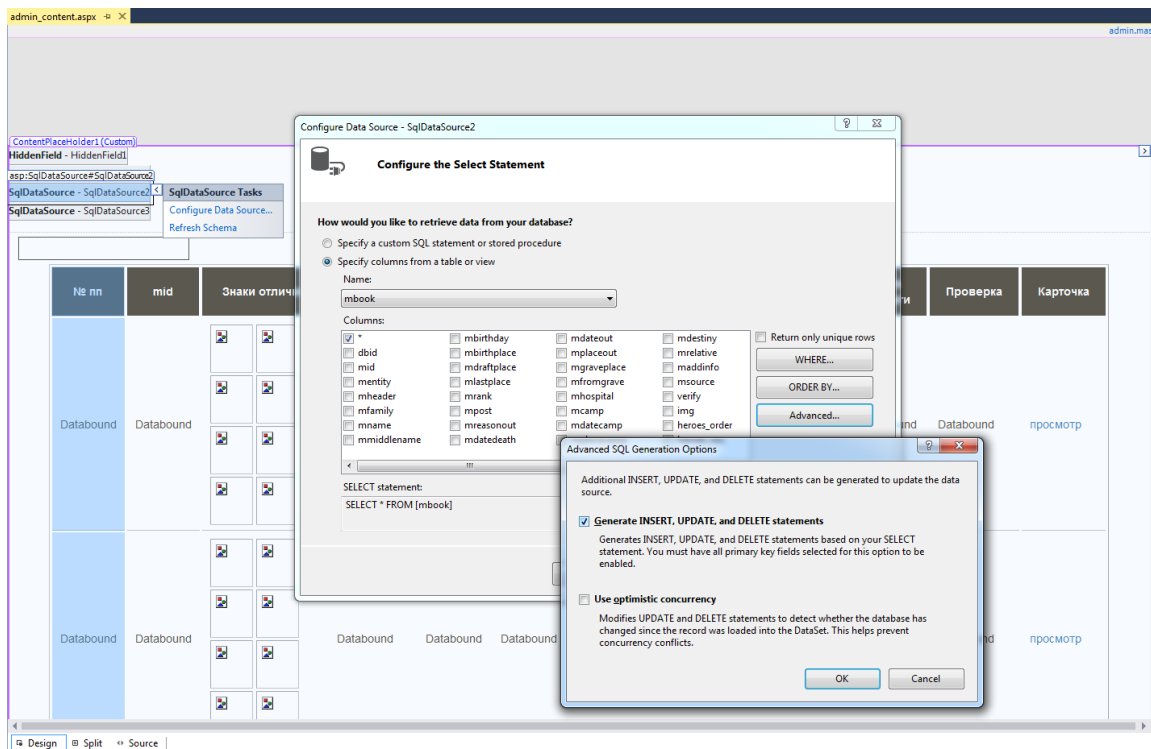 admin_content.aspx
admin.mas
ContentPlaceHolder1 (Custom)
HiddenField - HiddenField1
asp:SqlDataSource#SqlDataSource2
SqlDataSource - SqlDataSource2
SqlDataSource - SqlDataSource3
SqlDataSource Tasks
Configure Data Source...
Refresh Schema
№ пп
mid
Знаки отличи
ти
Проверка
Карточка
Databound
Databound
und
Databound
просмотр
Databound
Databound
Databound
Databound
Databound
nd
просмотр
Configure Data Source - SqlDataSource2
Configure the Select Statement
How would you like to retrieve data from your database?
Specify a custom SQL statement or stored procedure
Specify columns from a table or view
Name:
mbook
Columns:
* mbirthday mdateout mdestiny
dbid mbirthplace mplaceout mrelative
mid mdraftplace mgraveplace maddinfo
mentity mlastplace mfromgrave msource
mheader mrank mhospital verify
mfamily mpost mcamp img
mname mreasonout mdatecamp heroes_order
mmiddlename mdatedeath
Return only unique rows
WHERE...
ORDER BY...
Advanced...
SELECT statement:
SELECT * FROM [mbook]
Advanced SQL Generation Options
Additional INSERT, UPDATE, and DELETE statements can be generated to update the data
source.
Generate INSERT, UPDATE, and DELETE statements
Generates INSERT, UPDATE, and DELETE statements based on your SELECT
statement. You must have all primary key fields selected for this option to be
enabled.
Use optimistic concurrency
Modifies UPDATE and DELETE statements to detect whether the database has
changed since the record was loaded into the DataSet. This helps prevent
concurrency conflicts.
OK
Cancel
Design
Split
Source